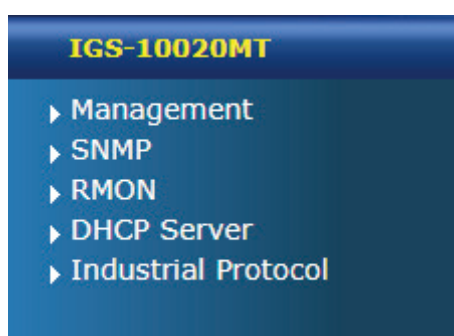 IGS-10020MT
Management
SNMP
RMON
DHCP Server
Industrial Protocol